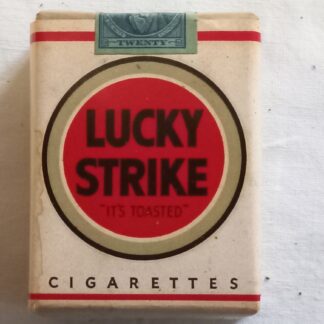 TWENTY
LUCKY
STRIKE
"IT'S TOASTED"
CIGARETTES